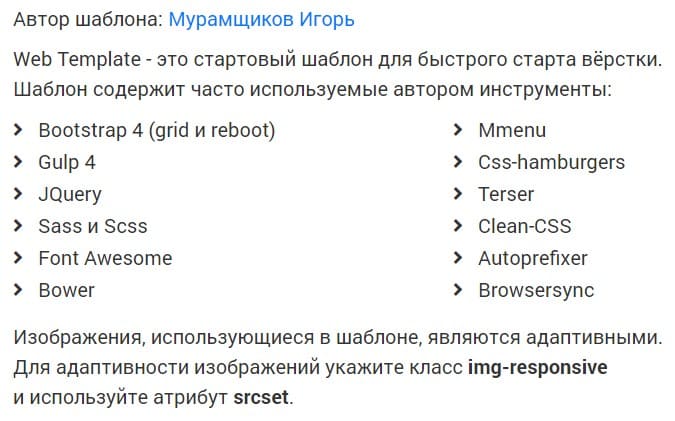 Автор шаблона: Мурамщиков Игорь
Web Template - это стартовый шаблон для быстрого старта вёрстки.
Шаблон содержит часто используемые автором инструменты:
Bootstrap 4 (grid и reboot)
Gulp 4
JQuery
Sass и Scss
Font Awesome
Bower
Mmenu
Css-hamburgers
Terser
Clean-CSS
Autoprefixer
Browsersync
Изображения, использующиеся в шаблоне, являются адаптивными.
Для адаптивности изображений укажите класс img-responsive
и используйте атрибут srcset.